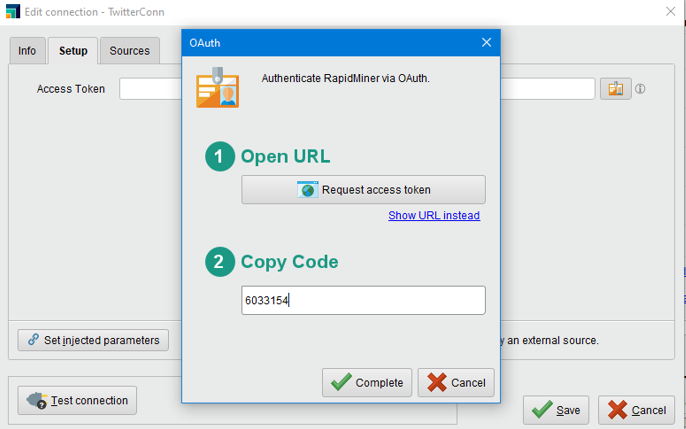 Edit connection - TwitterConn
Info
Setup
Sources
Access Token
OAuth
Authenticate RapidMiner via OAuth.
1 Open URL
Request access token
Show URL instead
2 Copy Code
6033154
Complete
Cancel
Set injected parameters
an external source.
Test connection
Save
Cancel